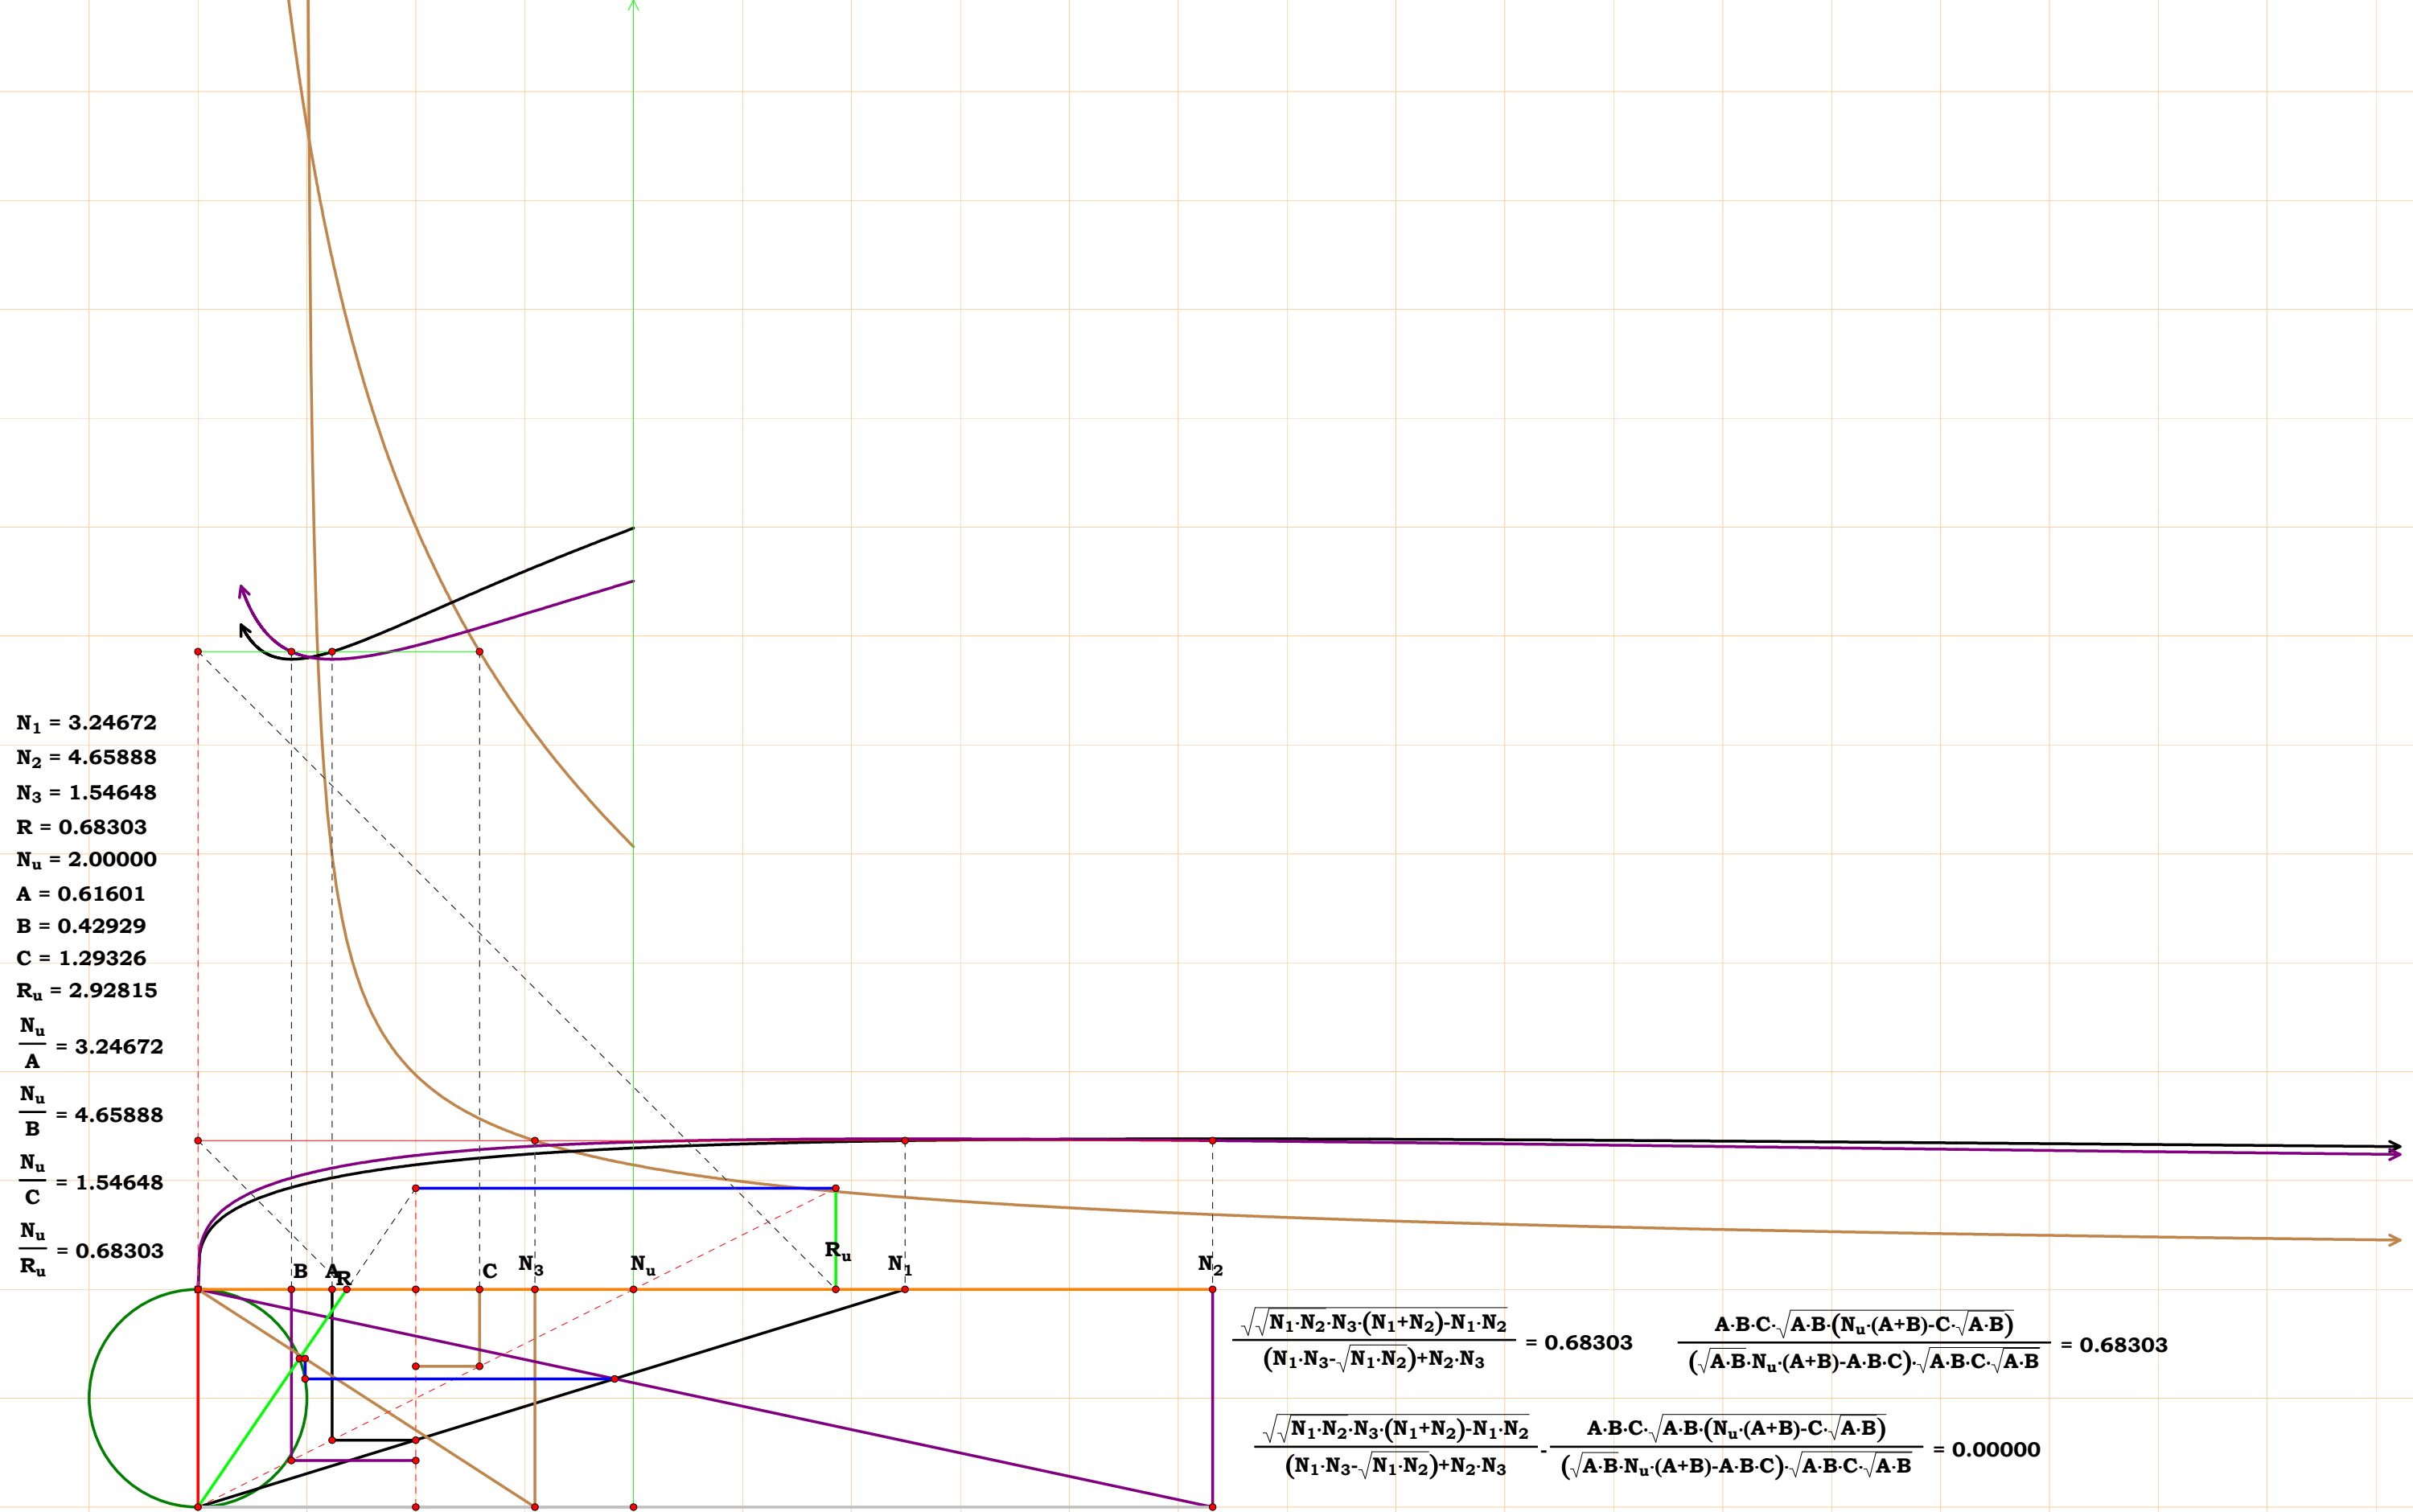 N₁ = 3.24672
N₂ = 4.65888
N₃ = 1.54648
R = 0.68303
Nᵤ = 2.00000
A = 0.61601
B = 0.42929
C = 1.29326
Rᵤ = 2.92815
Nᵤ/A = 3.24672
Nᵤ/B = 4.65888
Nᵤ/C = 1.54648
Nᵤ/Rᵤ = 0.68303
B A R C N₃ Nᵤ Rᵤ N₁ N₂
√(√(N₁·N₂)·N₃·(N₁+N₂)-N₁·N₂) / ((N₁·N₃-√(N₁·N₂))+N₂·N₃) = 0.68303
A·B·C·√(A·B·(Nᵤ·(A+B)-C·√(A·B))) / ((√(A·B)·Nᵤ·(A+B)-A·B·C)·√(A·B·C·√(A·B))) = 0.68303
√(√(N₁·N₂)·N₃·(N₁+N₂)-N₁·N₂) / ((N₁·N₃-√(N₁·N₂))+N₂·N₃) - A·B·C·√(A·B·(Nᵤ·(A+B)-C·√(A·B))) / ((√(A·B)·Nᵤ·(A+B)-A·B·C)·√(A·B·C·√(A·B))) = 0.00000